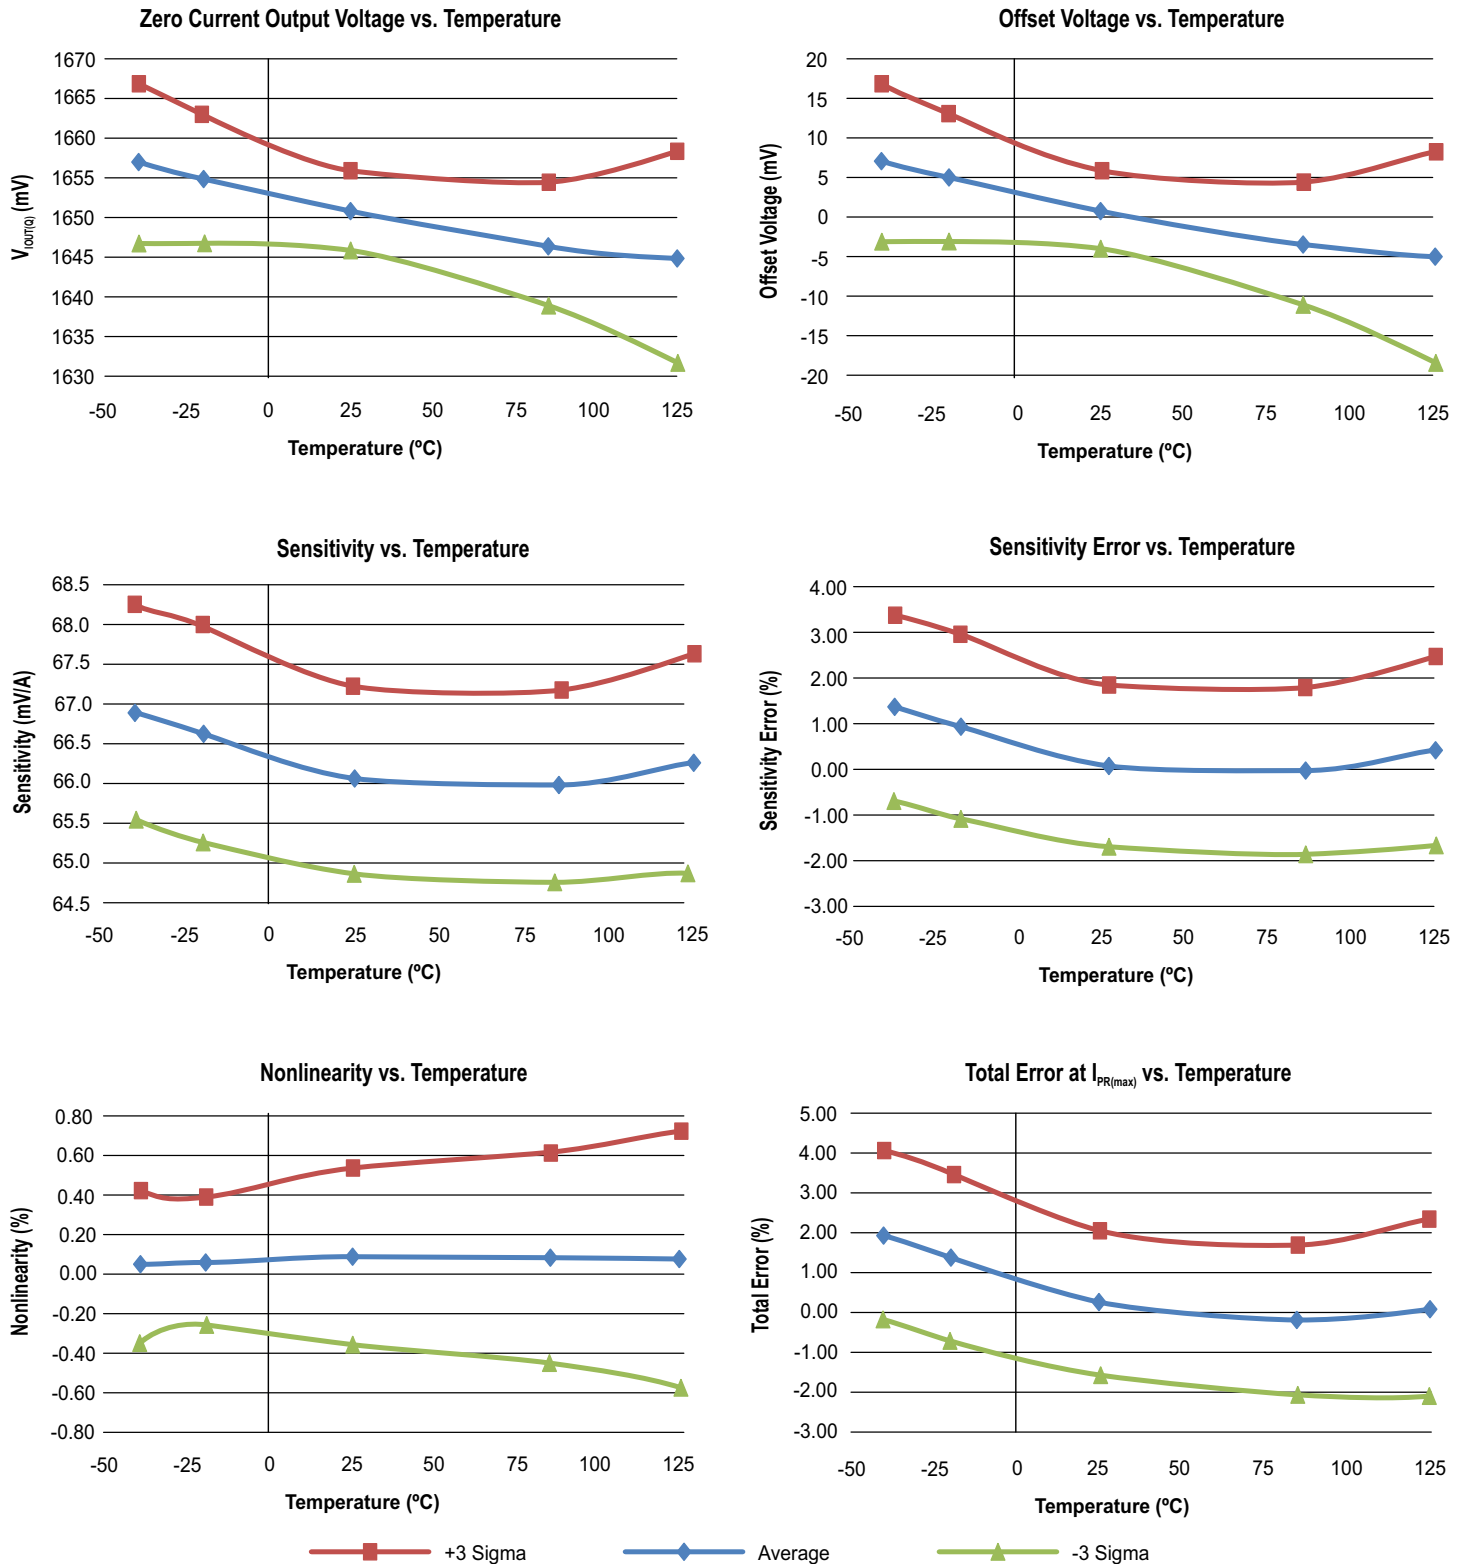 Zero Current Output Voltage vs. Temperature
1670
1665
1660
1655
1650
1645
1640
1635
1630
VIOUT(Q) (mV)
-50 -25 0 25 50 75 100 125
Temperature (ºC)
Offset Voltage vs. Temperature
20
15
10
5
0
-5
-10
-15
-20
Offset Voltage (mV)
-50 -25 0 25 50 75 100 125
Temperature (ºC)
Sensitivity vs. Temperature
68.5
68.0
67.5
67.0
66.5
66.0
65.5
65.0
64.5
Sensitivity (mV/A)
-50 -25 0 25 50 75 100 125
Temperature (ºC)
Sensitivity Error vs. Temperature
4.00
3.00
2.00
1.00
0.00
-1.00
-2.00
-3.00
Sensitivity Error (%)
-50 -25 0 25 50 75 100 125
Temperature (ºC)
Nonlinearity vs. Temperature
0.80
0.60
0.40
0.20
0.00
-0.20
-0.40
-0.60
-0.80
Nonlinearity (%)
-50 -25 0 25 50 75 100 125
Temperature (ºC)
Total Error at IPR(max) vs. Temperature
5.00
4.00
3.00
2.00
1.00
0.00
-1.00
-2.00
-3.00
Total Error (%)
-50 -25 0 25 50 75 100 125
Temperature (ºC)
+3 Sigma Average -3 Sigma